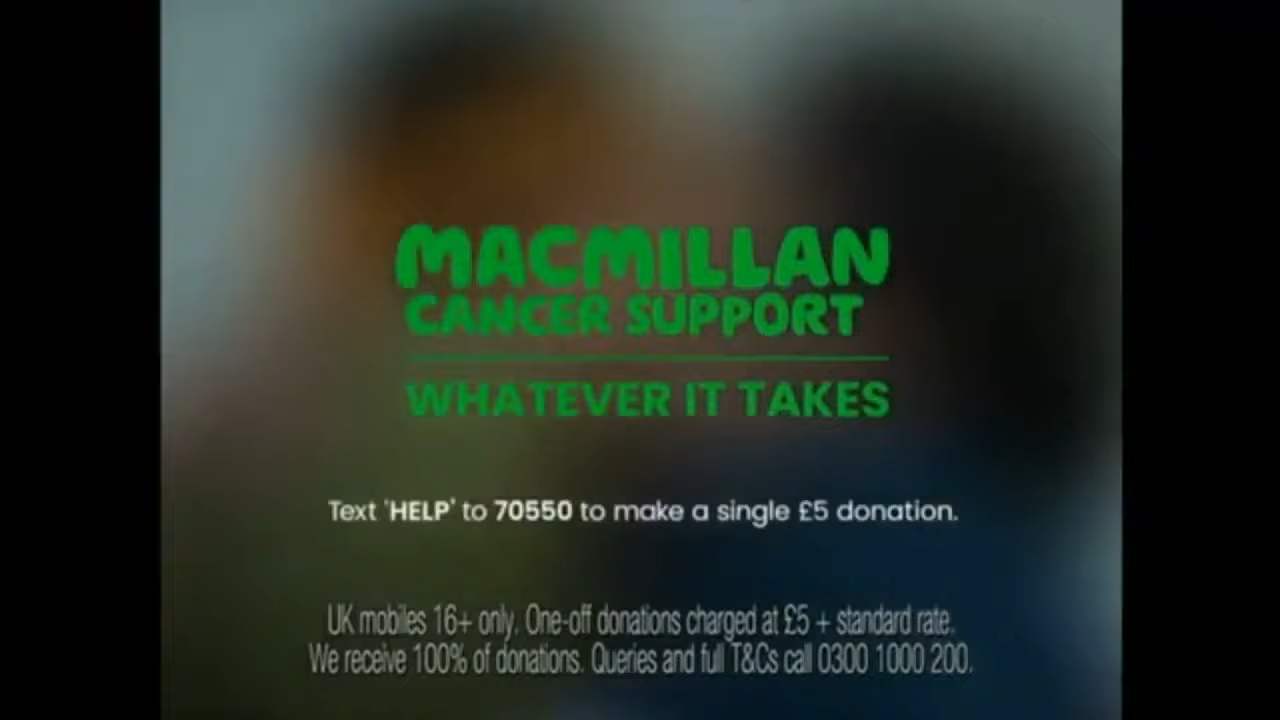 MACMILLAN
CANCER SUPPORT
WHATEVER IT TAKES
Text 'HELP' to 70550 to make a single £5 donation.
UK mobiles 16+ only. One-off donations charged at £5 + standard rate.
We receive 100% of donations. Queries and full T&Cs call 0300 1000 200.